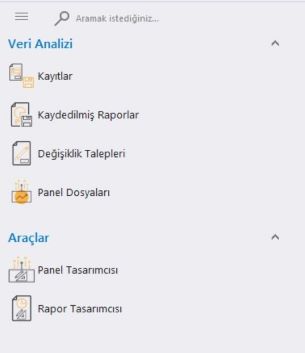 Aramak istediğiniz...
Veri Analizi
Kayıtlar
Kaydedilmiş Raporlar
Değişiklik Talepleri
Panel Dosyaları
Araçlar
Panel Tasarımcısı
Rapor Tasarımcısı